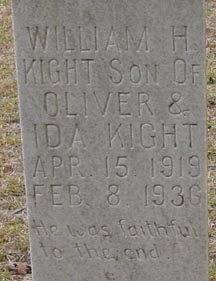 WILLIAM H.
KIGHT SON OF
OLIVER &
IDA KIGHT
APR. 15. 1919
FEB. 8. 1936
He was faithful
to the end.